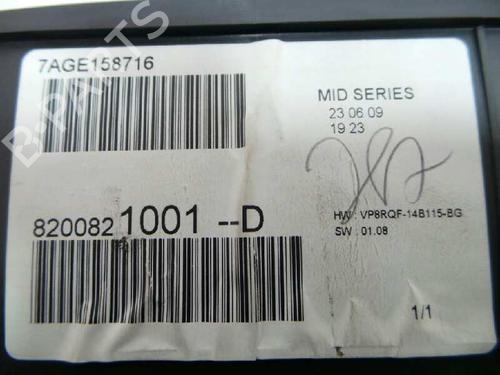 7AGE158716
MID SERIES
23 06 09
19 23
8200821001 --D
HW : VP8RQF-14B115-BG
SW : 01.08
1/1
B-PARTS